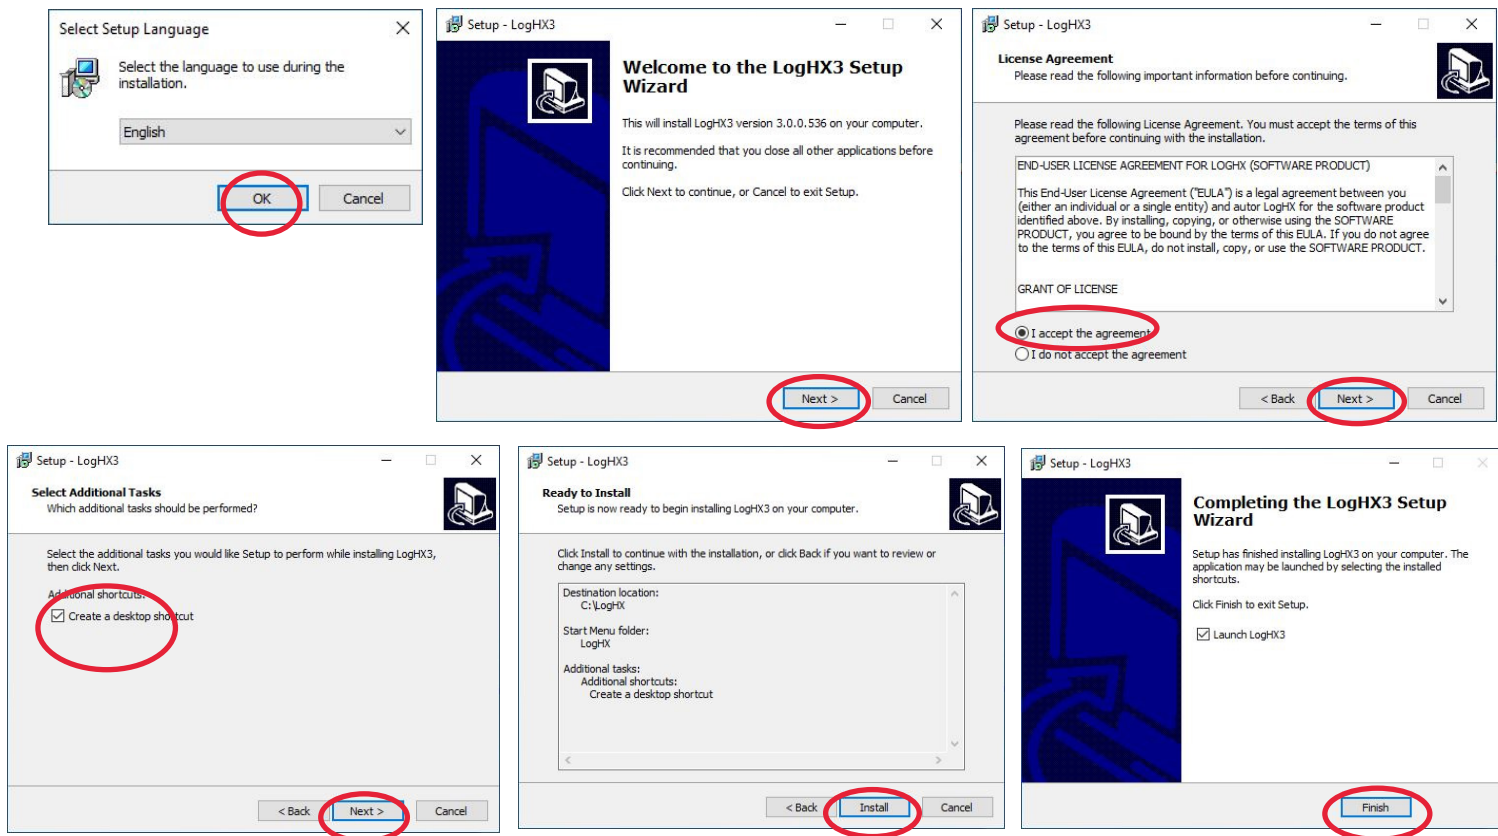 Select Setup Language
Select the language to use during the
installation.
English
OK
Cancel
Setup - LogHX3
Welcome to the LogHX3 Setup
Wizard
This will install LogHX3 version 3.0.0.536 on your computer.
It is recommended that you close all other applications before
continuing.
Click Next to continue, or Cancel to exit Setup.
Next >
Cancel
Setup - LogHX3
License Agreement
Please read the following important information before continuing.
Please read the following License Agreement. You must accept the terms of this
agreement before continuing with the installation.
END-USER LICENSE AGREEMENT FOR LOGHX (SOFTWARE PRODUCT)
This End-User License Agreement ("EULA") is a legal agreement between you
(either an individual or a single entity) and autor LogHX for the software product
identified above. By installing, copying, or otherwise using the SOFTWARE
PRODUCT, you agree to be bound by the terms of this EULA. If you do not agree
to the terms of this EULA, do not install, copy, or use the SOFTWARE PRODUCT.
GRANT OF LICENSE
I accept the agreement
I do not accept the agreement
< Back
Next >
Cancel
Setup - LogHX3
Select Additional Tasks
Which additional tasks should be performed?
Select the additional tasks you would like Setup to perform while installing LogHX3,
then click Next.
Additional shortcuts:
Create a desktop shortcut
< Back
Next >
Cancel
Setup - LogHX3
Ready to Install
Setup is now ready to begin installing LogHX3 on your computer.
Click Install to continue with the installation, or click Back if you want to review or
change any settings.
Destination location:
C:\LogHX
Start Menu folder:
LogHX
Additional tasks:
Additional shortcuts:
Create a desktop shortcut
< Back
Install
Cancel
Setup - LogHX3
Completing the LogHX3 Setup
Wizard
Setup has finished installing LogHX3 on your computer. The
application may be launched by selecting the installed
shortcuts.
Click Finish to exit Setup.
Launch LogHX3
Finish